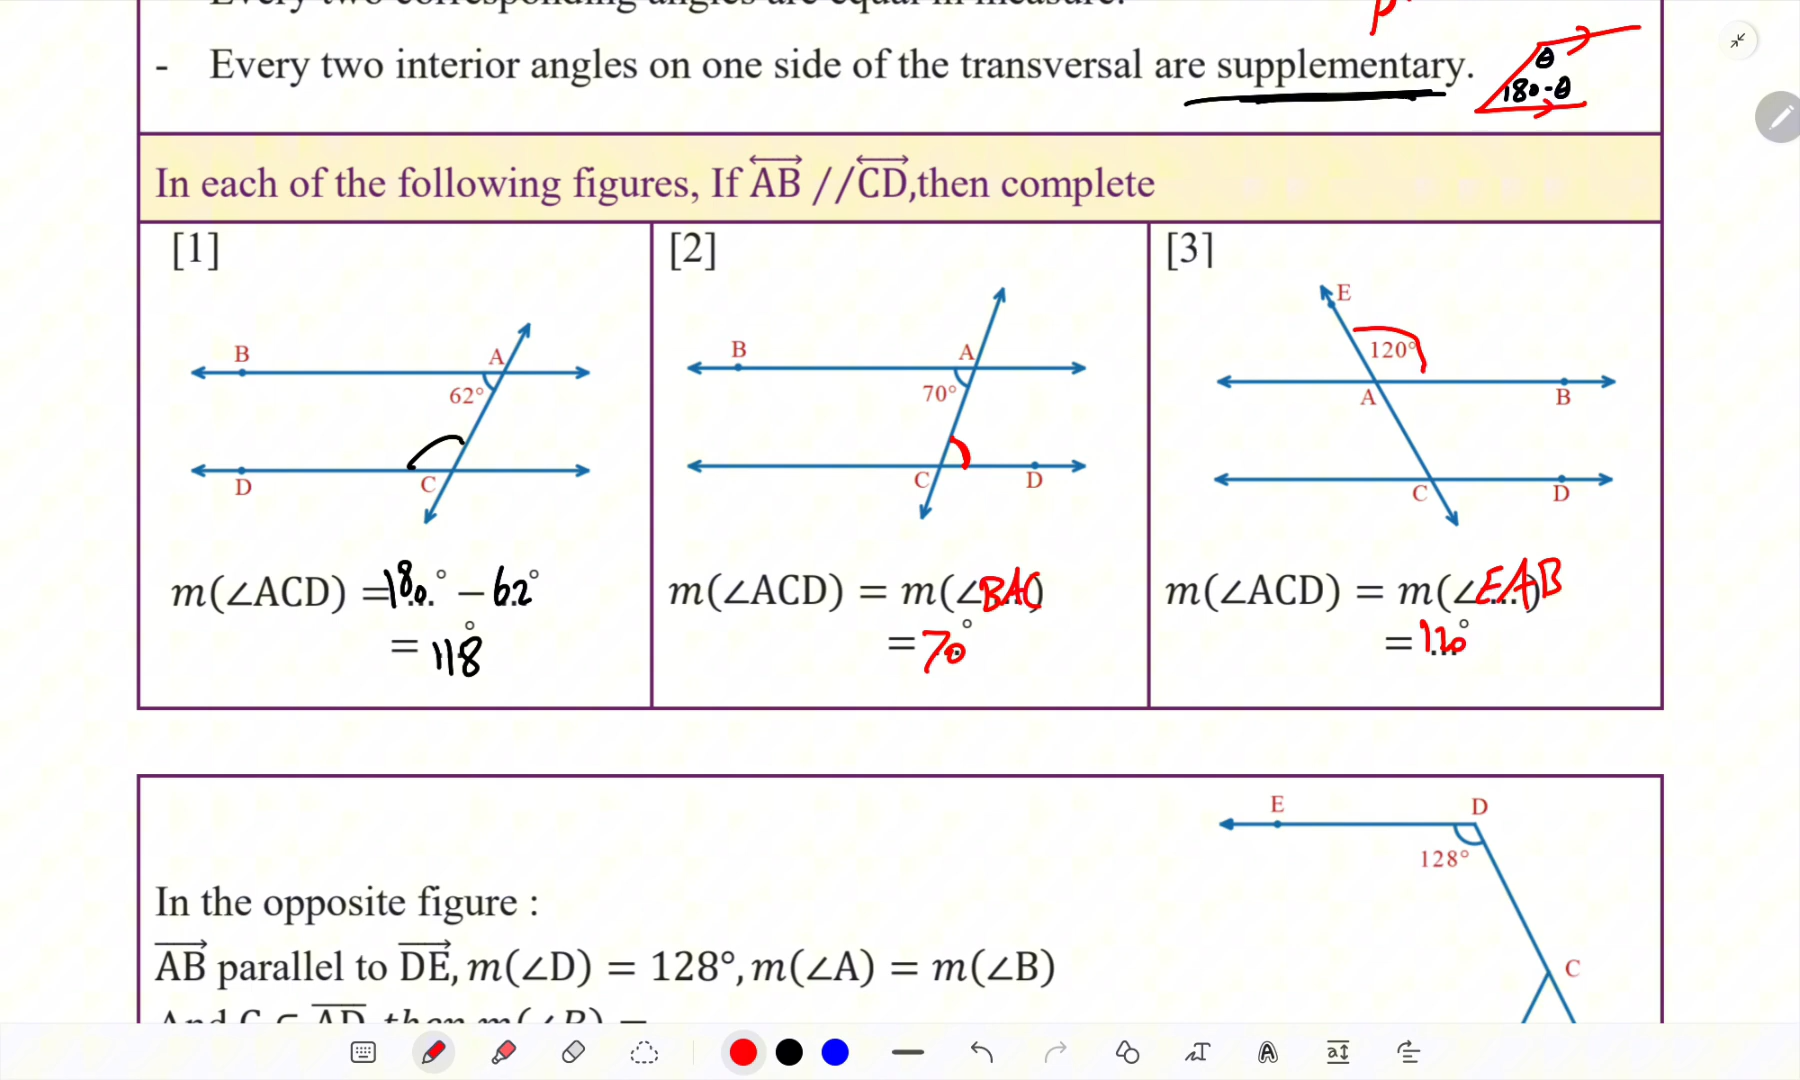 - Every two interior angles on one side of the transversal are supplementary.
θ
180-θ
In each of the following figures, If AB //CD,then complete
[1]
[2]
[3]
B A
62°
D C
B A
70°
C D
E
120°
A B
C D
m(∠ACD) = 180° − 62°
= 118°
m(∠ACD) = m(∠BAC)
= 70°
m(∠ACD) = m(∠EAB)
= 120°
E D
128°
C
In the opposite figure :
AB parallel to DE, m(∠D) = 128°, m(∠A) = m(∠B)